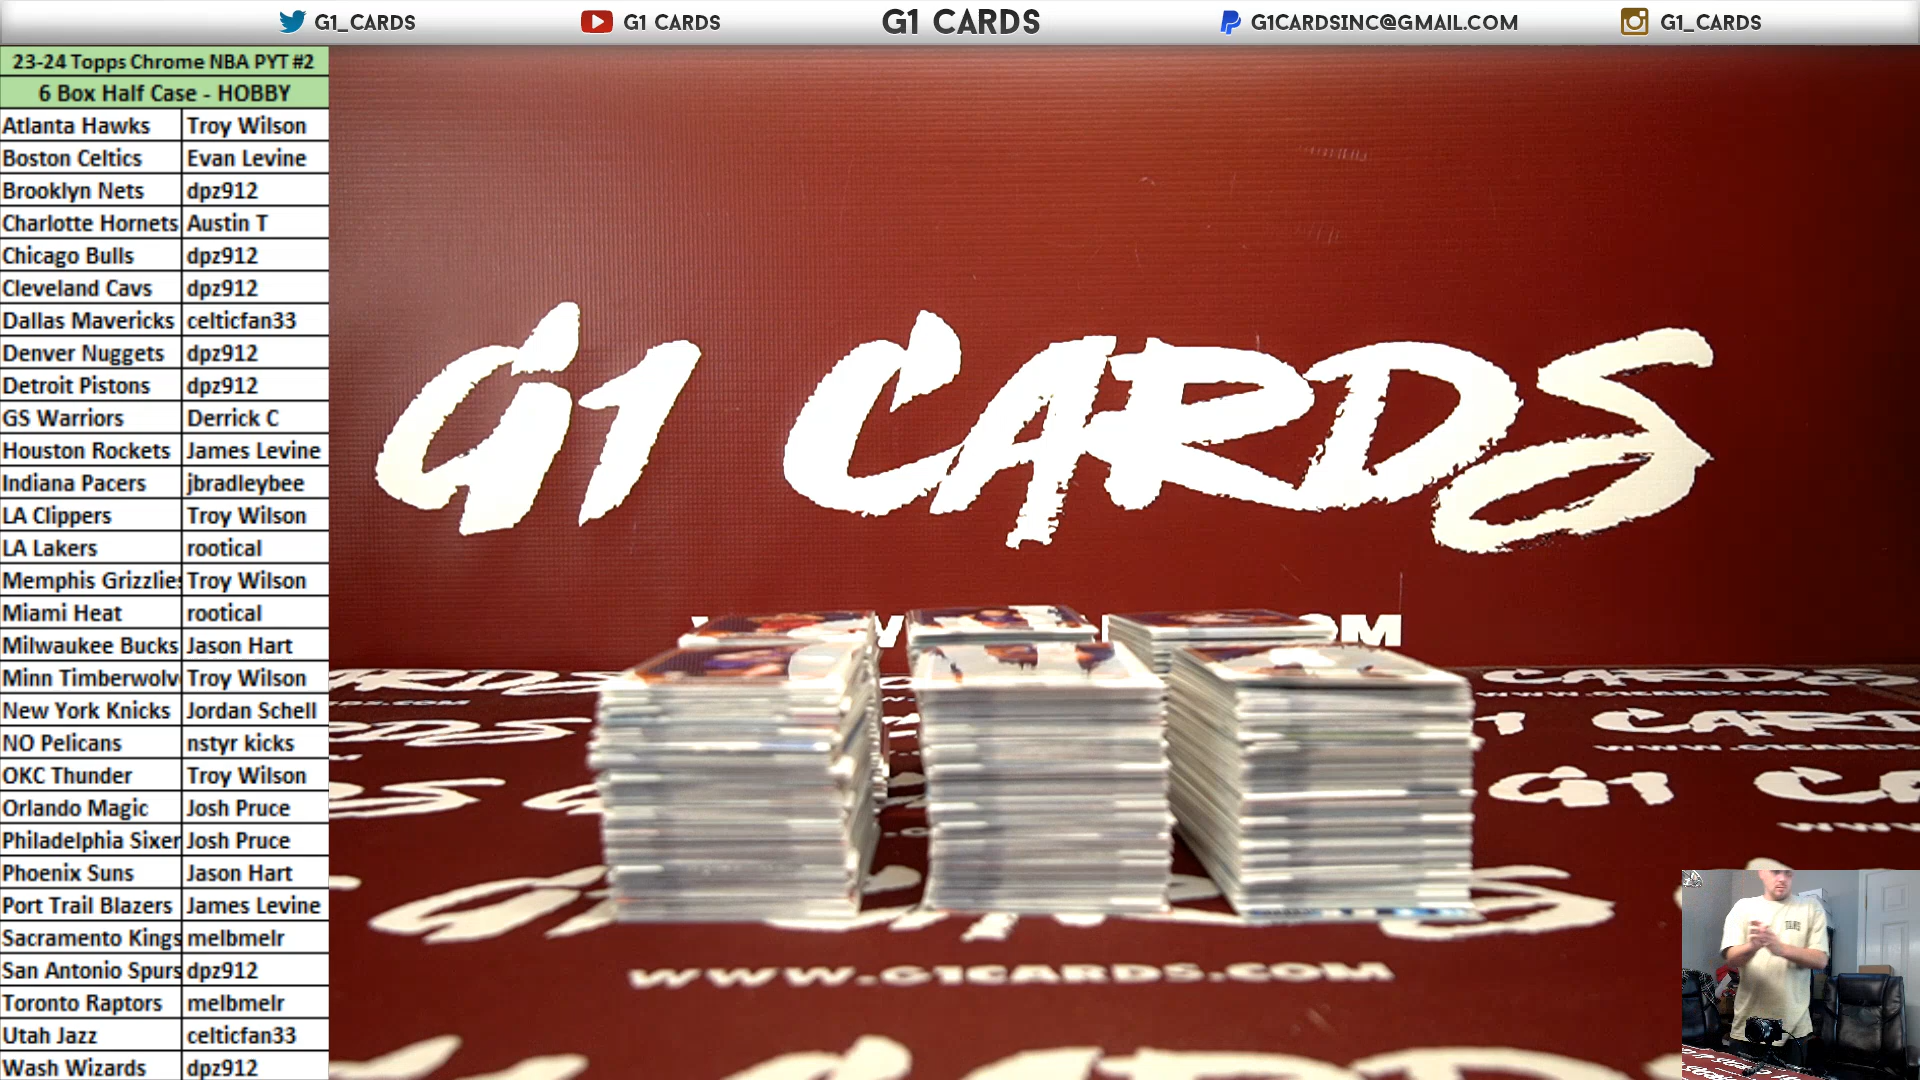 G1_CARDS
G1 CARDS
G1 CARDS
G1CARDSINC@GMAIL.COM
G1_CARDS
23-24 Topps Chrome NBA PYT #2
6 Box Half Case - HOBBY
Atlanta Hawks Troy Wilson
Boston Celtics Evan Levine
Brooklyn Nets dpz912
Charlotte Hornets Austin T
Chicago Bulls dpz912
Cleveland Cavs dpz912
Dallas Mavericks celticfan33
Denver Nuggets dpz912
Detroit Pistons dpz912
GS Warriors Derrick C
Houston Rockets James Levine
Indiana Pacers jbradleybee
LA Clippers Troy Wilson
LA Lakers rootical
Memphis Grizzlies Troy Wilson
Miami Heat rootical
Milwaukee Bucks Jason Hart
Minn Timberwolv Troy Wilson
New York Knicks Jordan Schell
NO Pelicans nstyr kicks
OKC Thunder Troy Wilson
Orlando Magic Josh Pruce
Philadelphia Sixer Josh Pruce
Phoenix Suns Jason Hart
Port Trail Blazers James Levine
Sacramento Kings melbmelr
San Antonio Spurs dpz912
Toronto Raptors melbmelr
Utah Jazz celticfan33
Wash Wizards dpz912
G1 CARDS
CARDS
WWW.G1CARDS.COM
G1
WWW.G1CARDS.COM